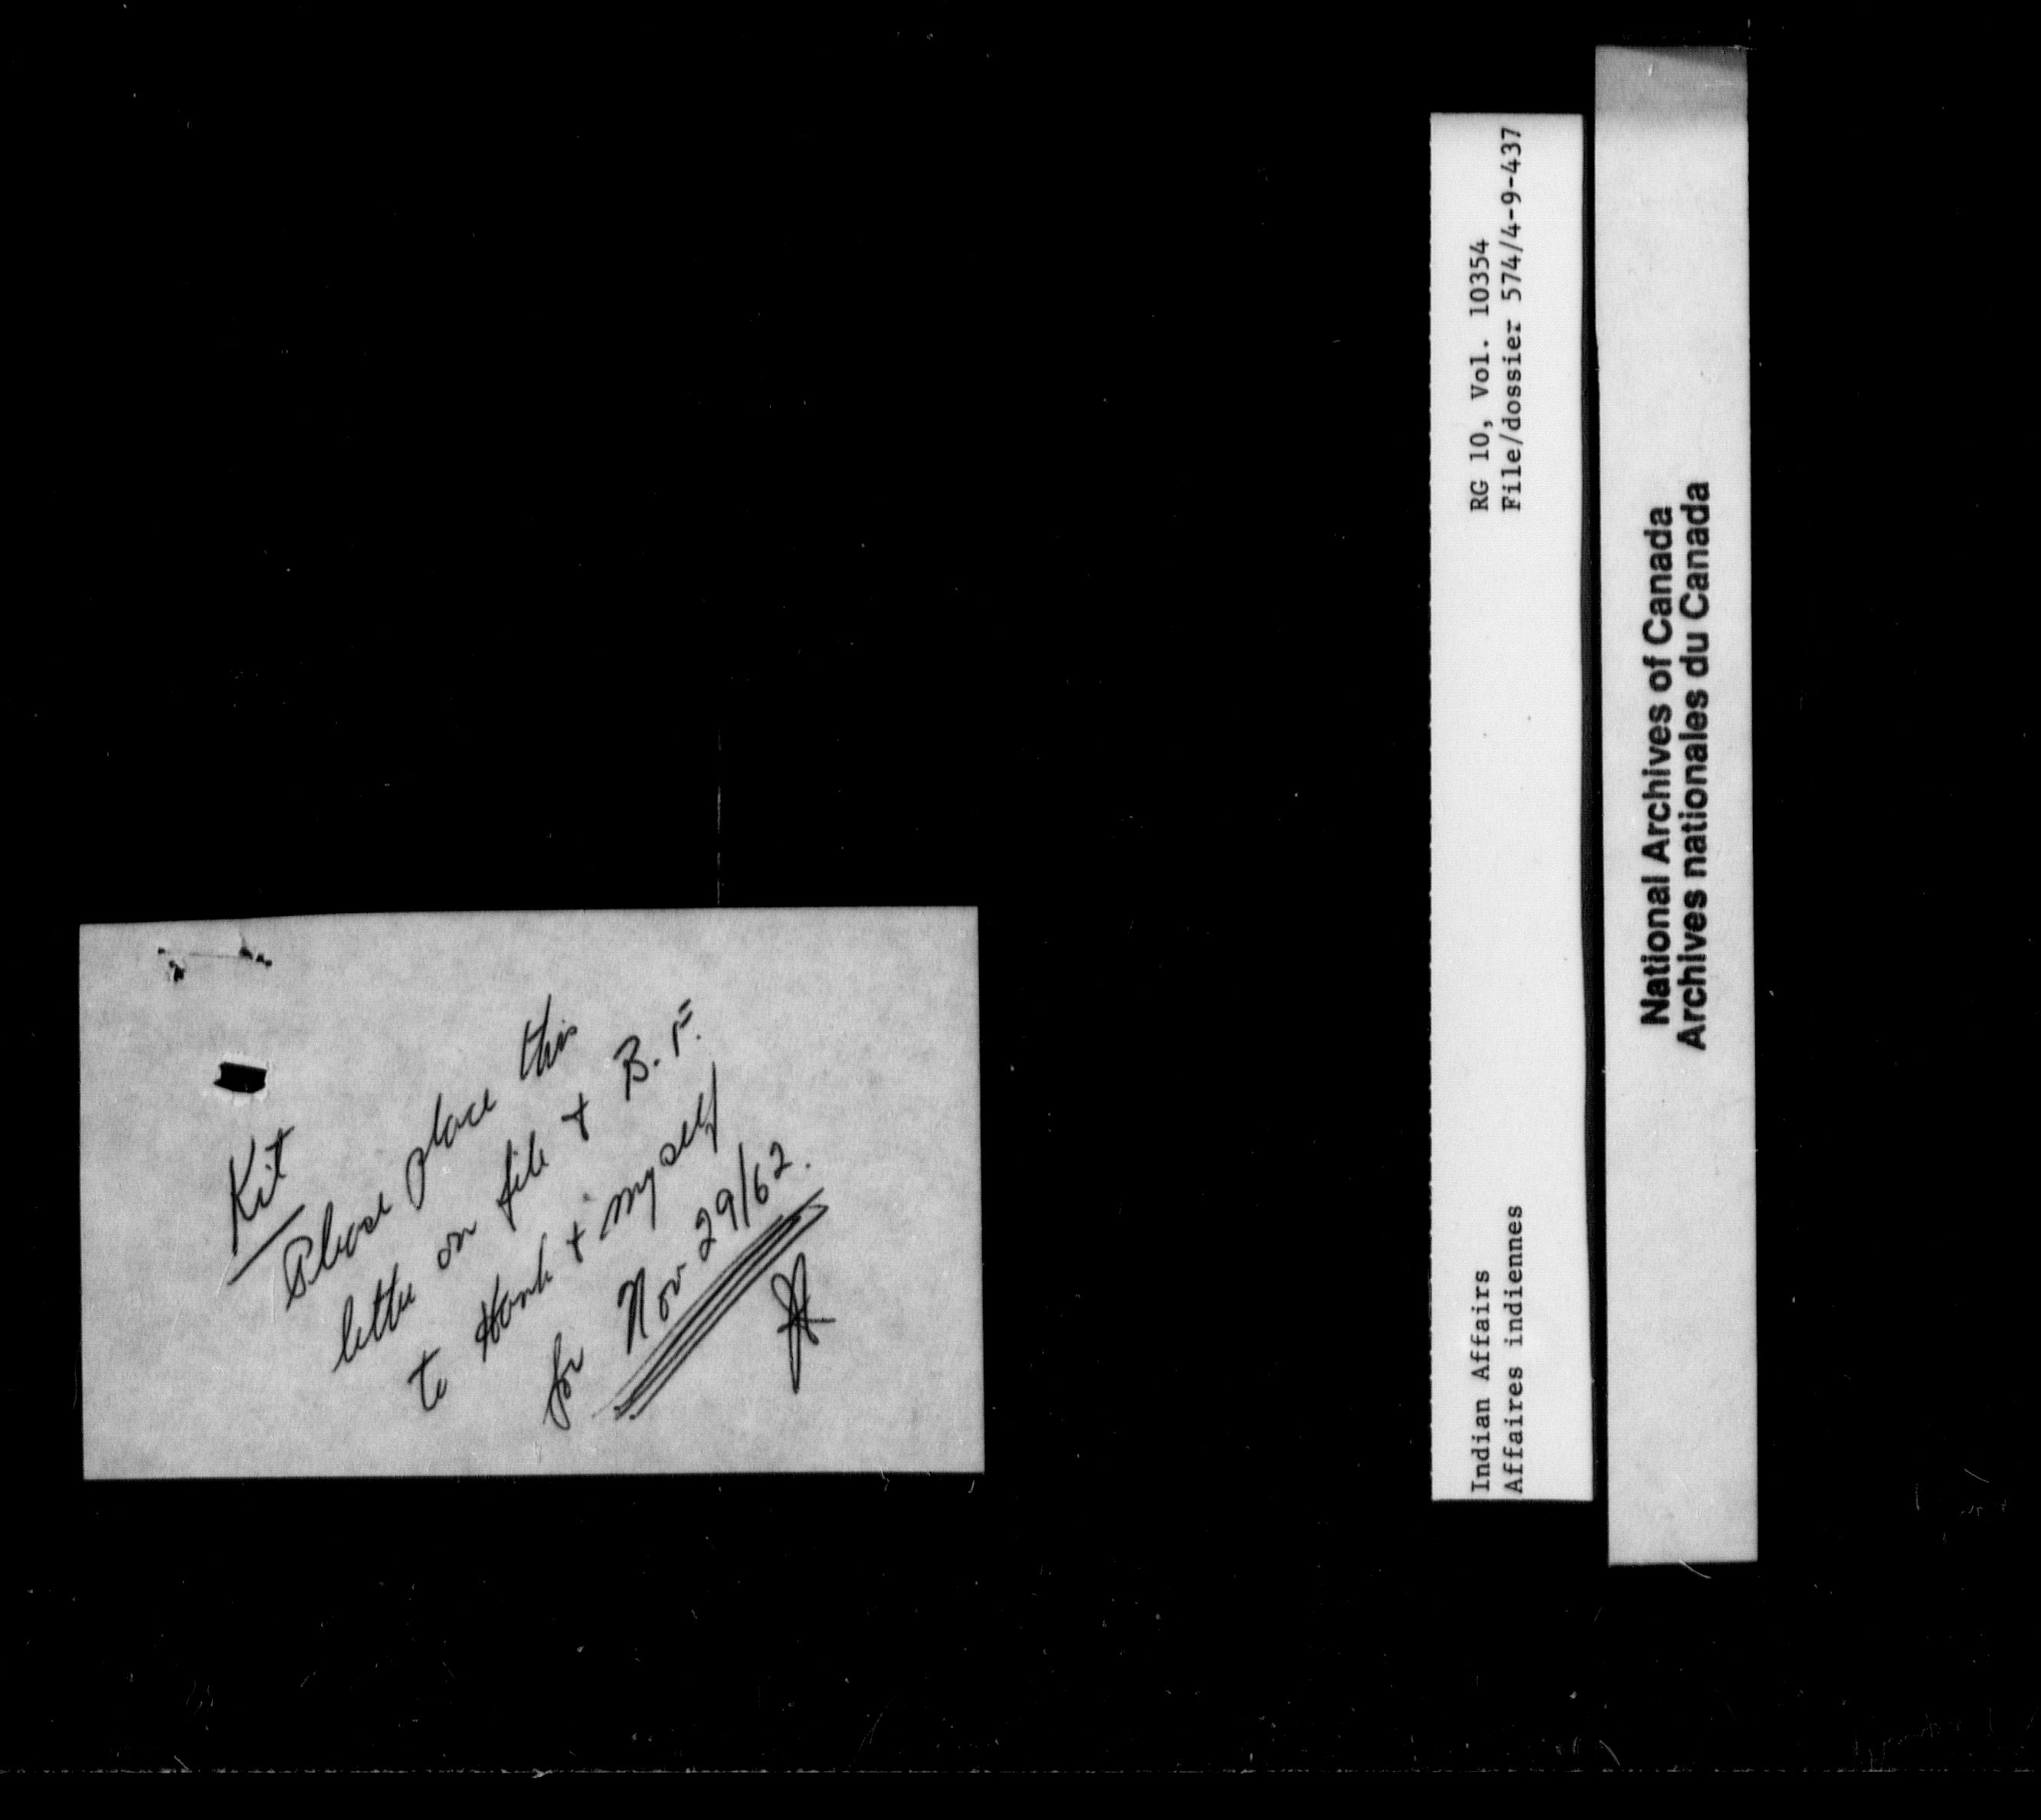 Kit
Please place this
letter on file + B.F.
to Hank + myself
for Nov 29/62.
RG 10, Vol. 10354
File/dossier 574/4-9-437
Indian Affairs
Affaires indiennes
National Archives of Canada
Archives nationales du Canada